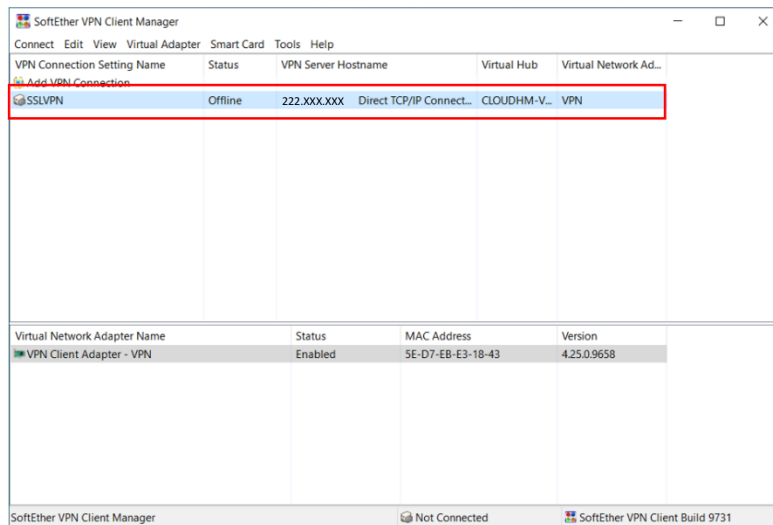 SoftEther VPN Client Manager
Connect Edit View Virtual Adapter Smart Card Tools Help
VPN Connection Setting Name Status VPN Server Hostname Virtual Hub Virtual Network Ad...
Add VPN Connection
SSLVPN Offline 222.XXX.XXX Direct TCP/IP Connect... CLOUDHM-V... VPN
Virtual Network Adapter Name Status MAC Address Version
VPN Client Adapter - VPN Enabled 5E-D7-EB-E3-18-43 4.25.0.9658
SoftEther VPN Client Manager Not Connected SoftEther VPN Client Build 9731